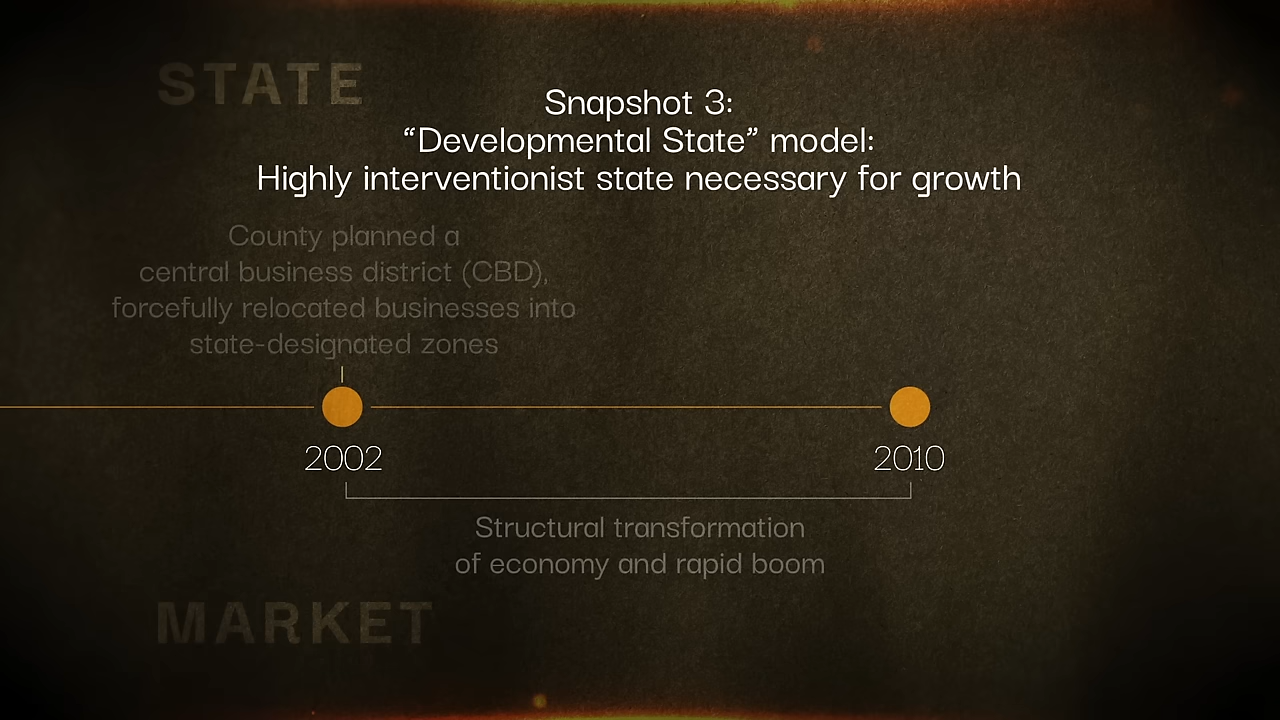 STATE
Snapshot 3:
“Developmental State” model:
Highly interventionist state necessary for growth
County planned a
central business district (CBD),
forcefully relocated businesses into
state-designated zones
2002
2010
Structural transformation
of economy and rapid boom
MARKET